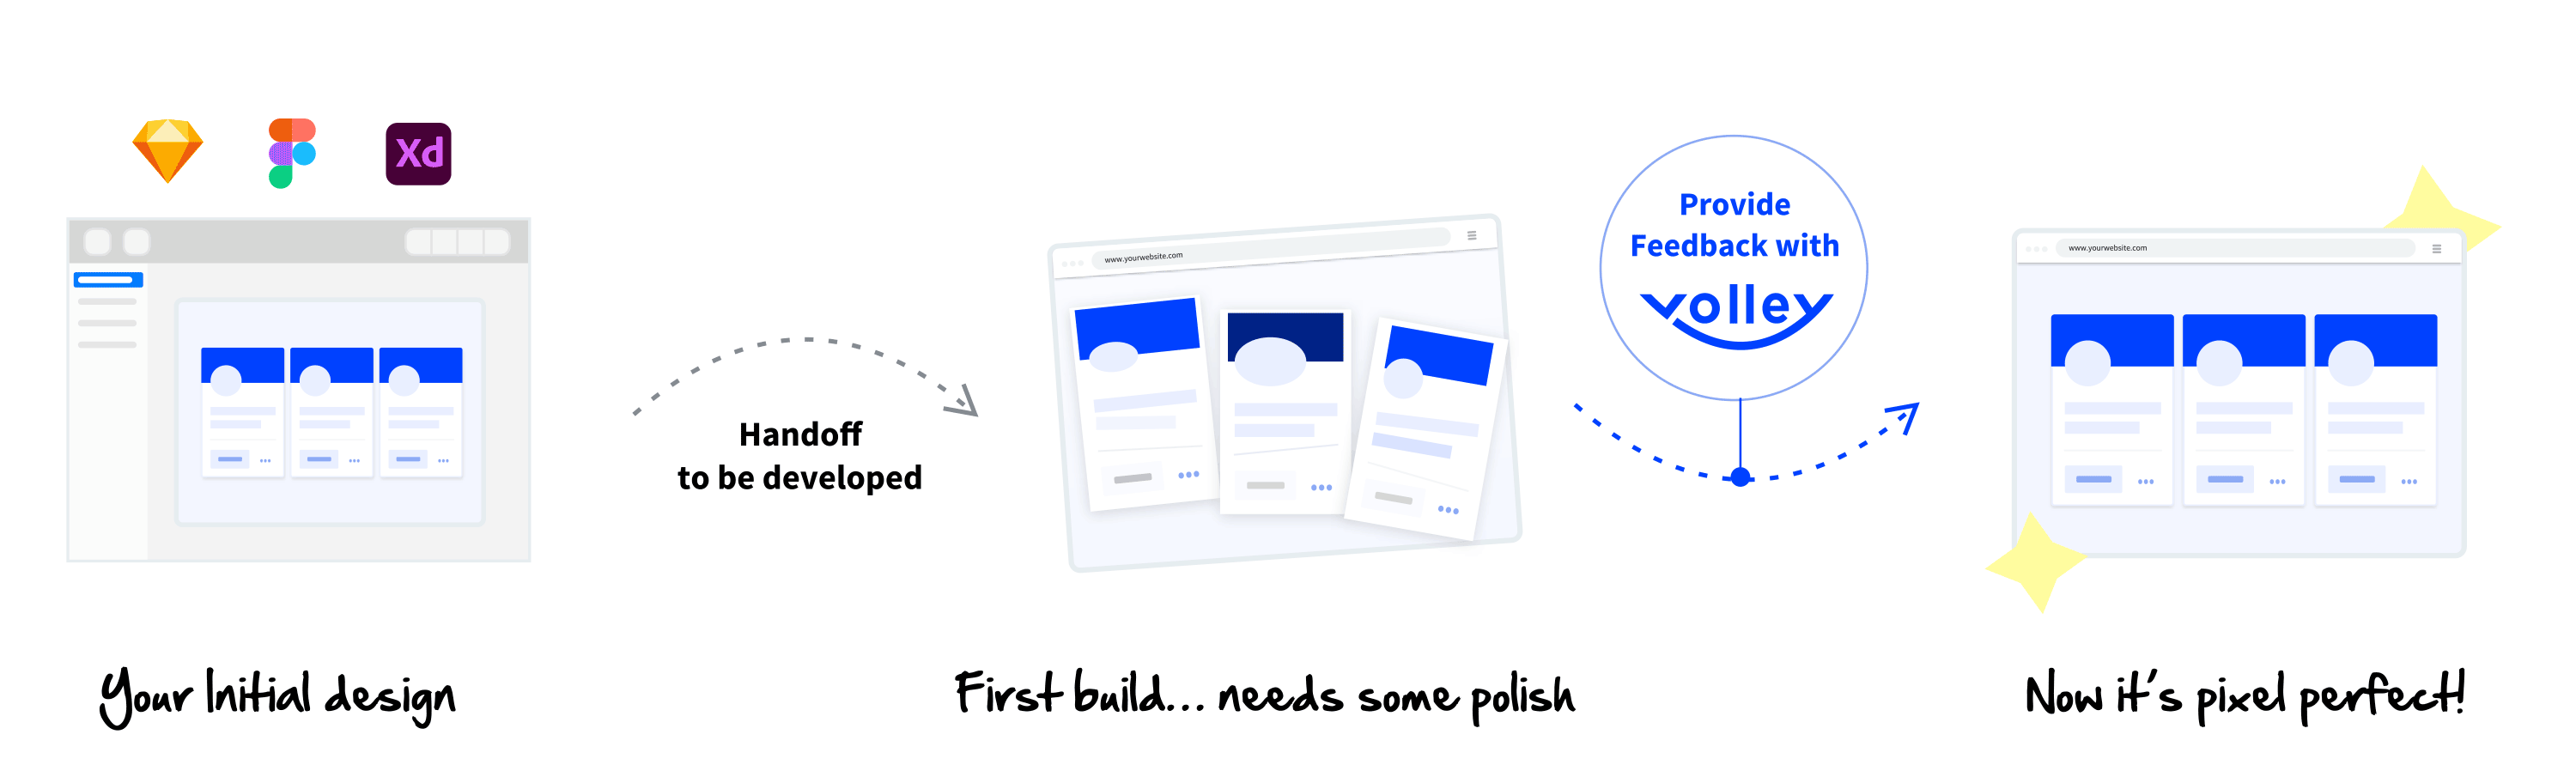 Xd
Your Initial design
Handoff
to be developed
www.yourwebsite.com
First build... needs some polish
Provide
Feedback with
volley
www.yourwebsite.com
Now it's pixel perfect!